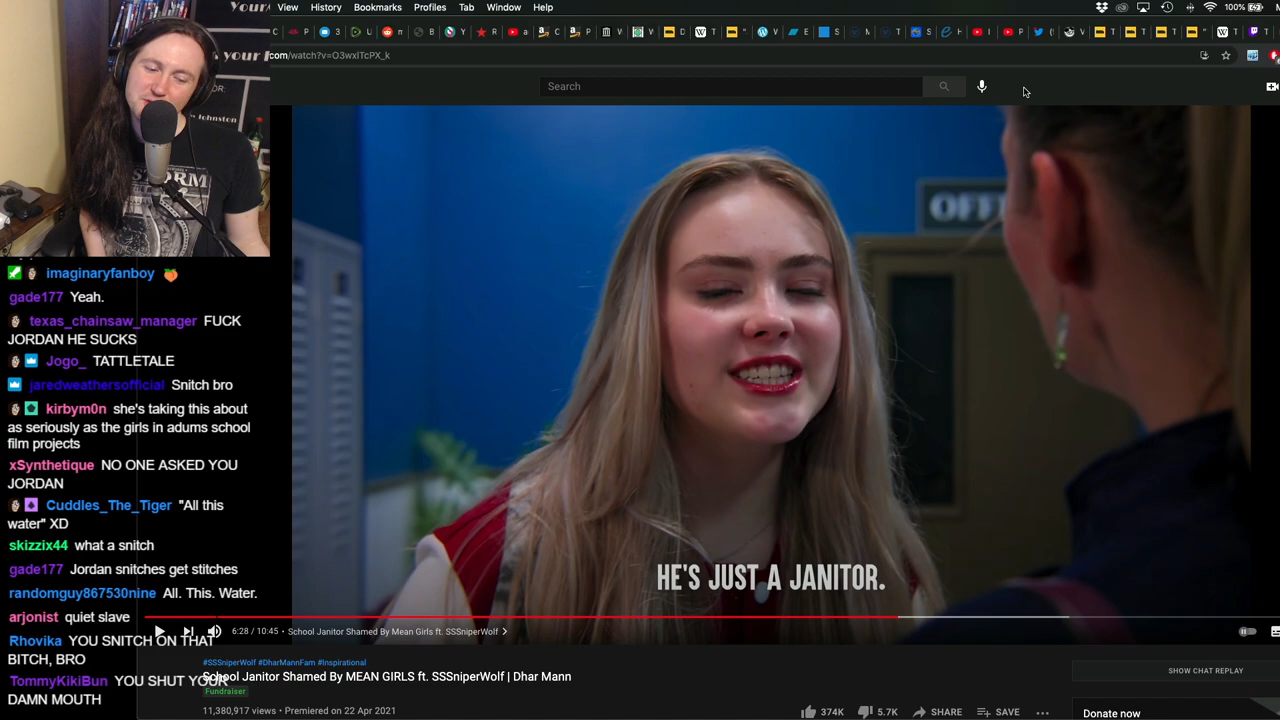 View History Bookmarks Profiles Tab Window Help
100%
com/watch?v=O3wxlTcPX_k
Search
OFFI
imaginaryfanboy
gade177 Yeah.
texas_chainsaw_manager FUCK
JORDAN HE SUCKS
Jogo_ TATTLETALE
jaredweathersofficial Snitch bro
kirbym0n she's taking this about
as seriously as the girls in adums school
film projects
xSynthetique NO ONE ASKED YOU
JORDAN
Cuddles_The_Tiger "All this
water" XD
skizzix44 what a snitch
gade177 Jordan snitches get stitches
randomguy867530nine All. This. Water.
arjonist quiet slave
Rhovika YOU SNITCH ON THAT
BITCH, BRO
TommyKikiBun YOU SHUT YOUR
DAMN MOUTH
HE'S JUST A JANITOR.
6:28 / 10:45 • School Janitor Shamed By Mean Girls ft. SSSniperWolf
#SSSniperWolf #DharMannFam #Inspirational
School Janitor Shamed By MEAN GIRLS ft. SSSniperWolf | Dhar Mann
Fundraiser
11,380,917 views • Premiered on 22 Apr 2021
374K 5.7K SHARE SAVE
SHOW CHAT REPLAY
Donate now